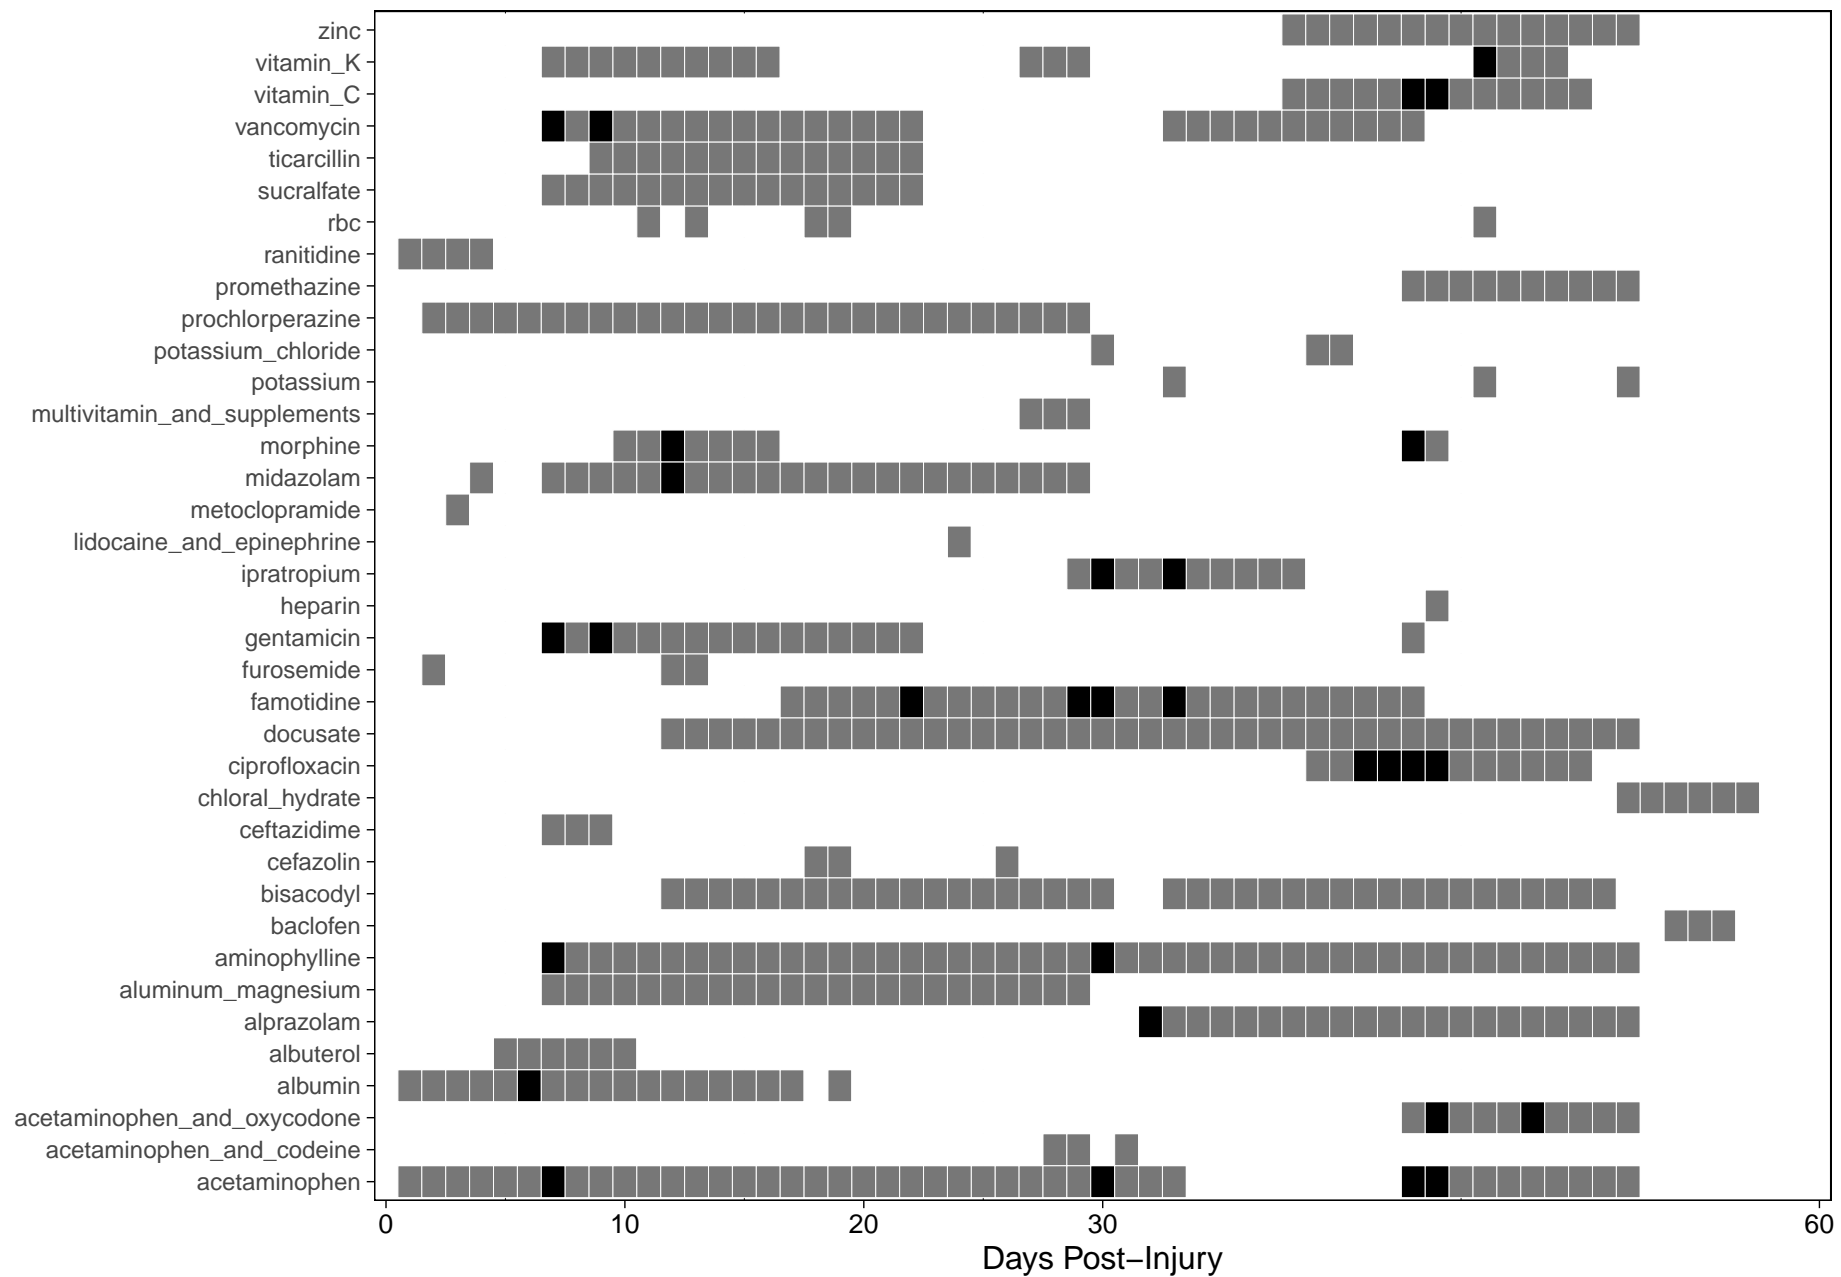 zinc
vitamin_K
vitamin_C
vancomycin
ticarcillin
sucralfate
rbc
ranitidine
promethazine
prochlorperazine
potassium_chloride
potassium
multivitamin_and_supplements
morphine
midazolam
metoclopramide
lidocaine_and_epinephrine
ipratropium
heparin
gentamicin
furosemide
famotidine
docusate
ciprofloxacin
chloral_hydrate
ceftazidime
cefazolin
bisacodyl
baclofen
aminophylline
aluminum_magnesium
alprazolam
albuterol
albumin
acetaminophen_and_oxycodone
acetaminophen_and_codeine
acetaminophen
0 10 20 30 60
Days Post−Injury